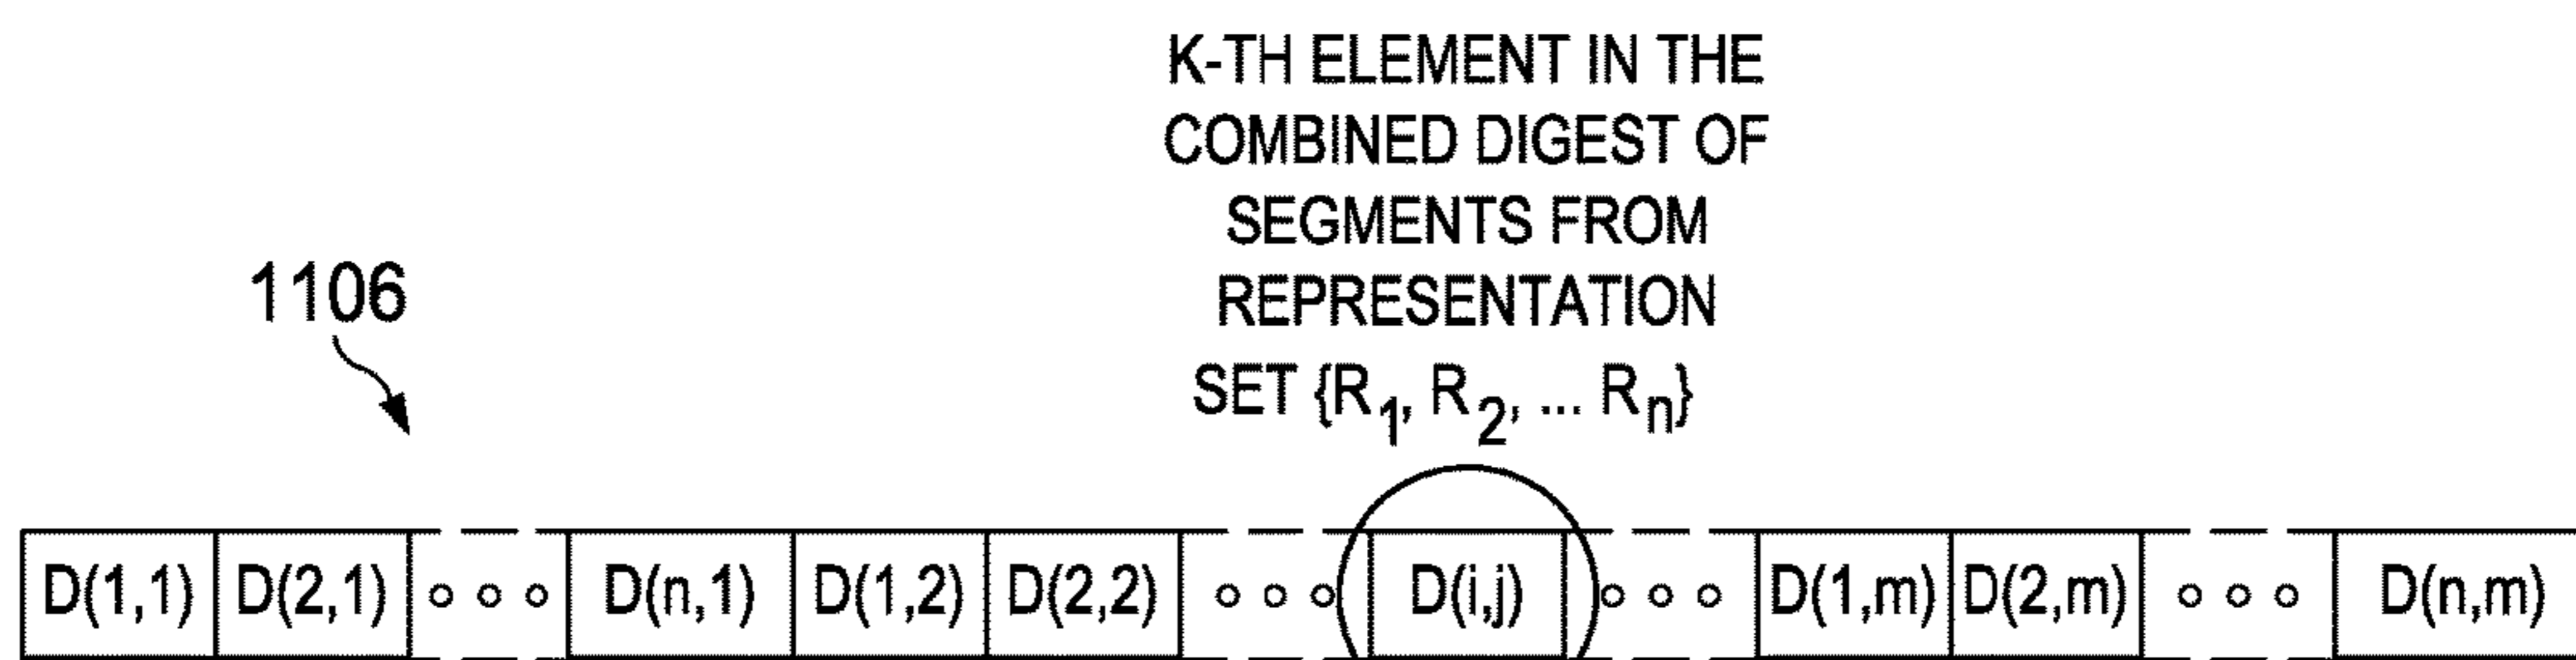 K-TH ELEMENT IN THE
COMBINED DIGEST OF
SEGMENTS FROM
REPRESENTATION
SET {R1, R2, ... Rn}
1106
D(1,1) D(2,1) ∘ ∘ ∘ D(n,1) D(1,2) D(2,2) ∘ ∘ ∘ D(i,j) ∘ ∘ ∘ D(1,m) D(2,m) ∘ ∘ ∘ D(n,m)